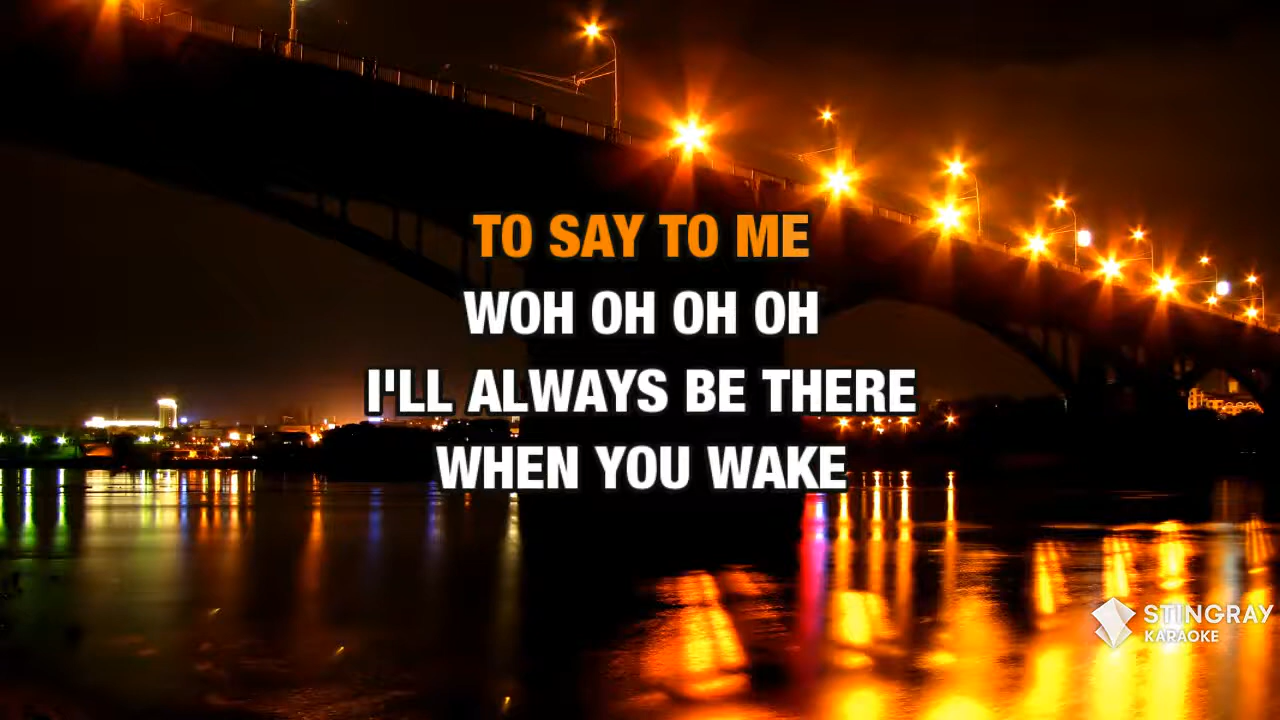 TO SAY TO ME
WOH OH OH OH
I'LL ALWAYS BE THERE
WHEN YOU WAKE
STINGRAY
KARAOKE